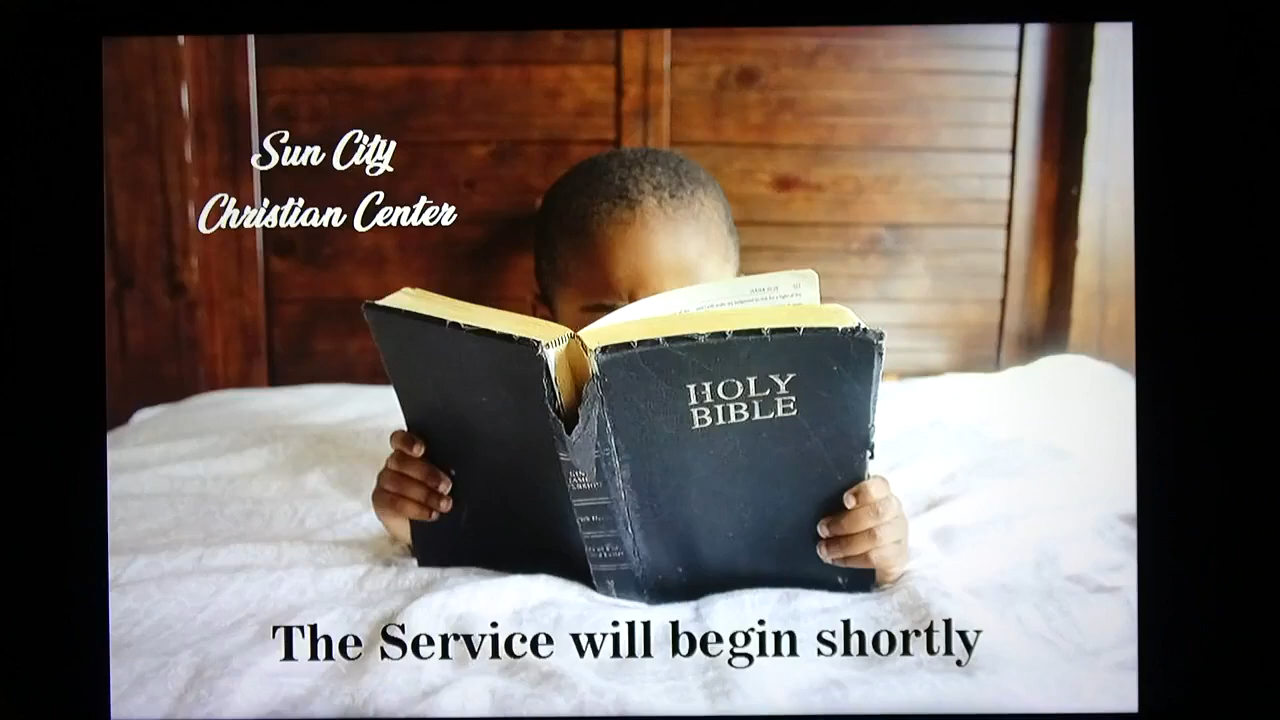 Sun City
Christian Center
HOLY
BIBLE
The Service will begin shortly